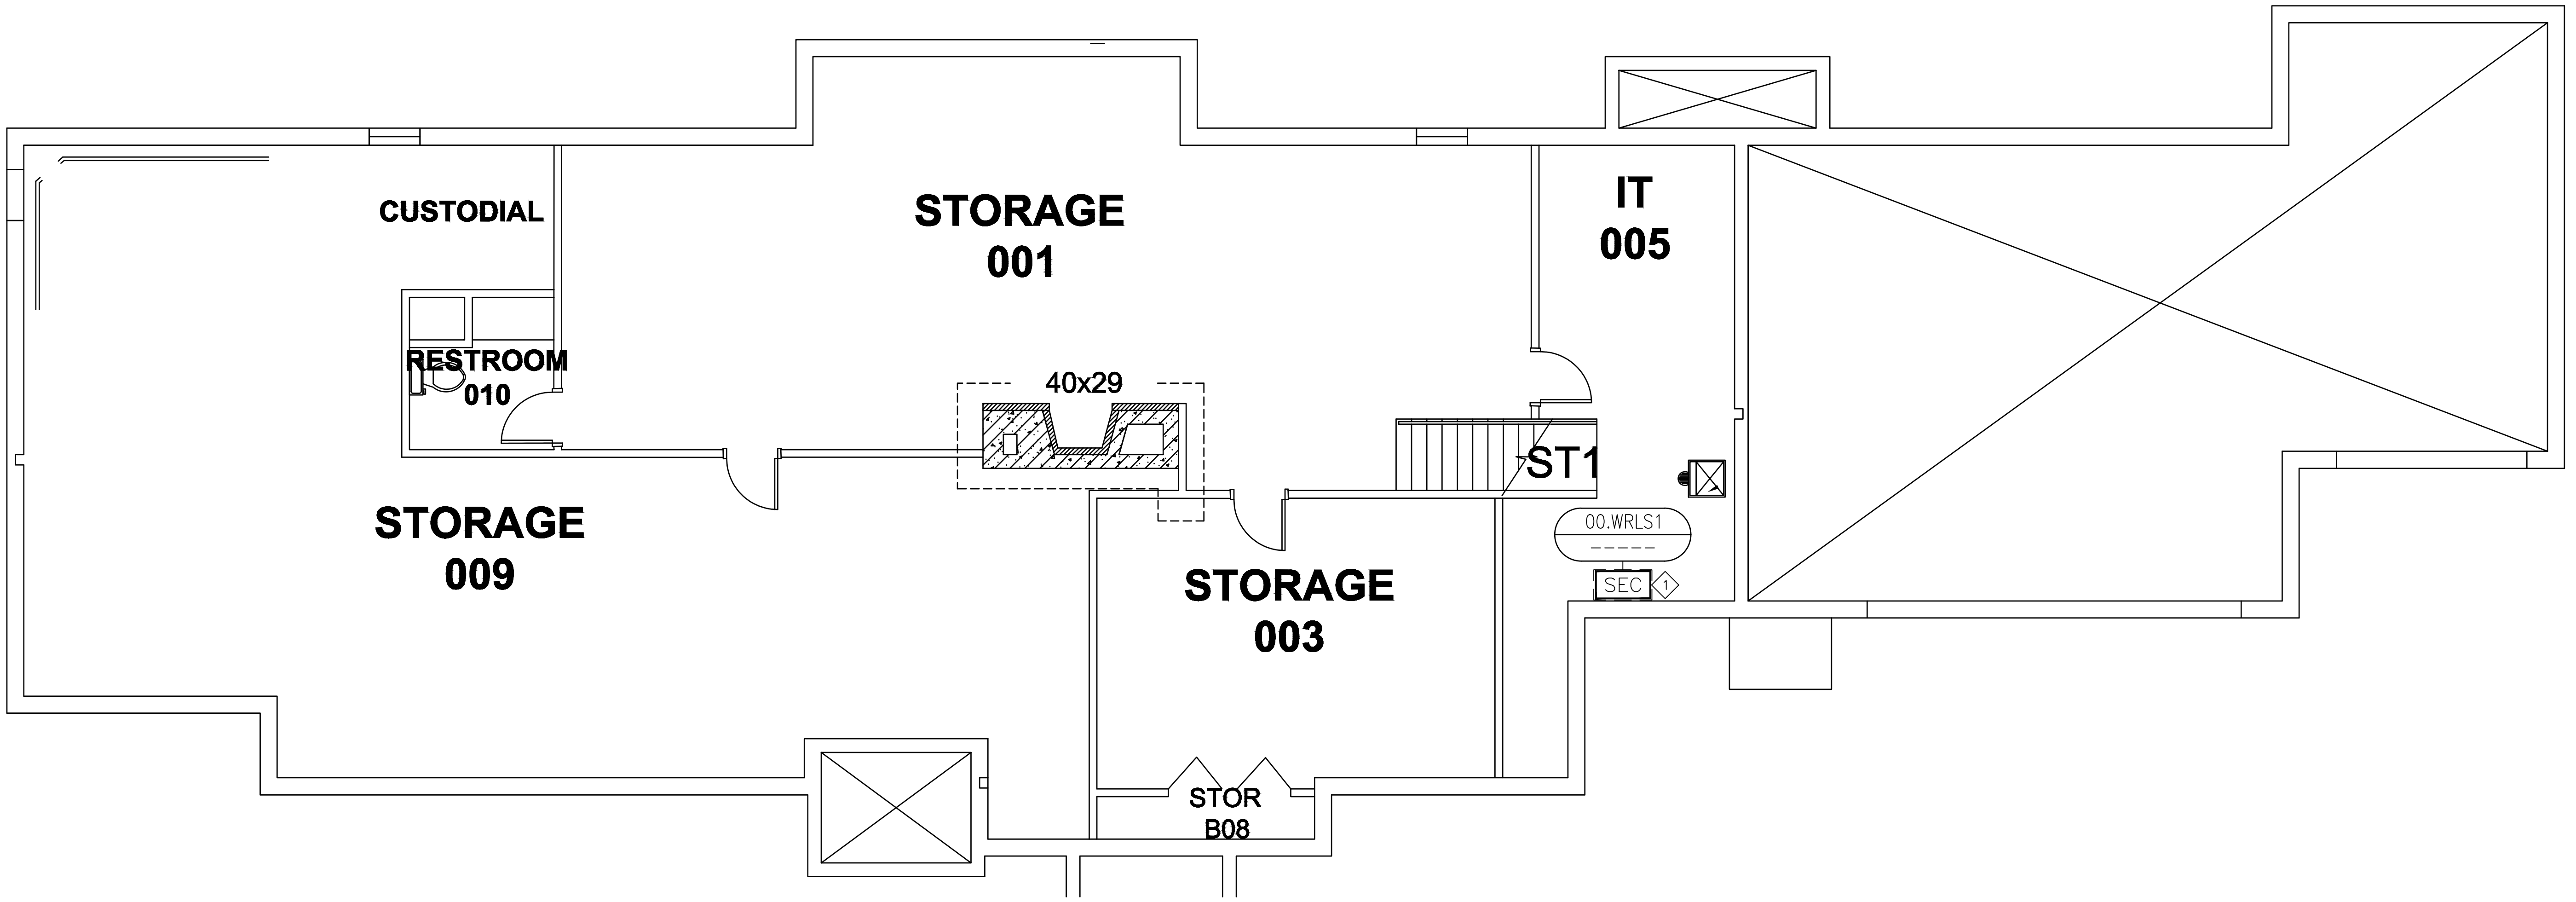 CUSTODIAL
STORAGE
001
IT
005
RESTROOM
010
40x29
ST1
STORAGE
009
00.WRLS1
SEC
1
STORAGE
003
STOR
B08